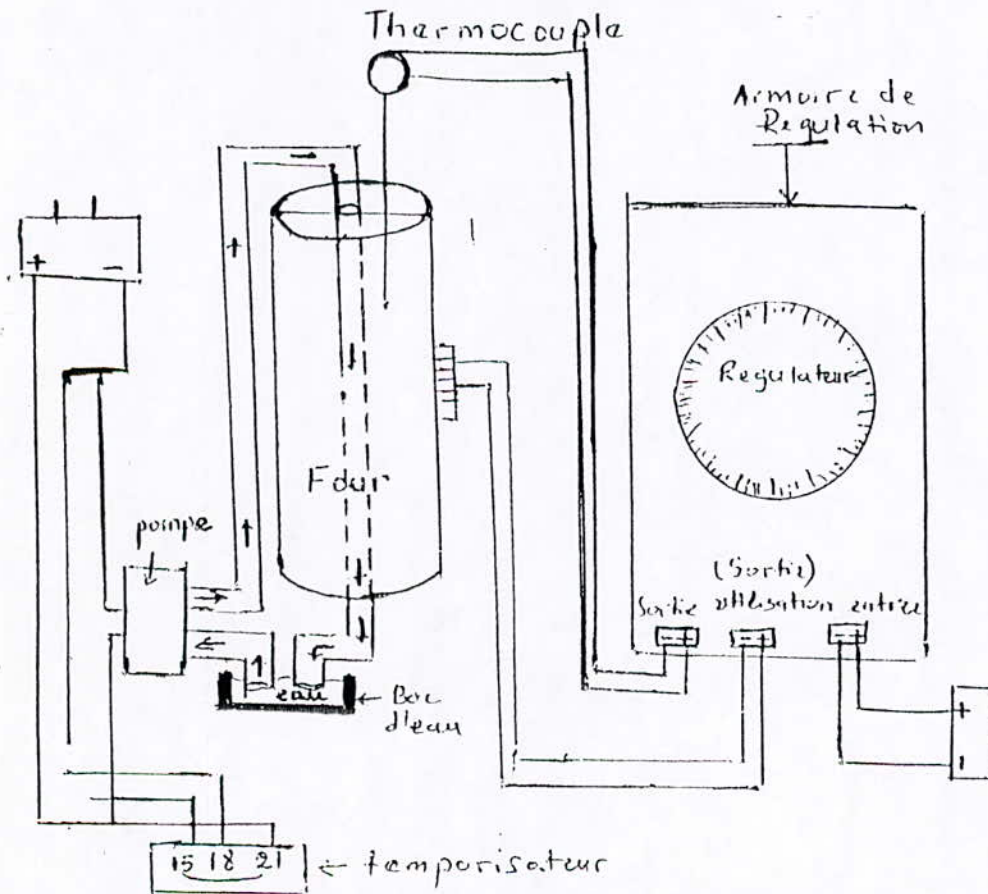 Thermocouple
Armoire de
Regulation
+ -
Regulateur
Four
pompe
(Sortie)
Sortie utilisation entrée
eau
Bac
d'eau
+
-
15 18 21
temporisateur